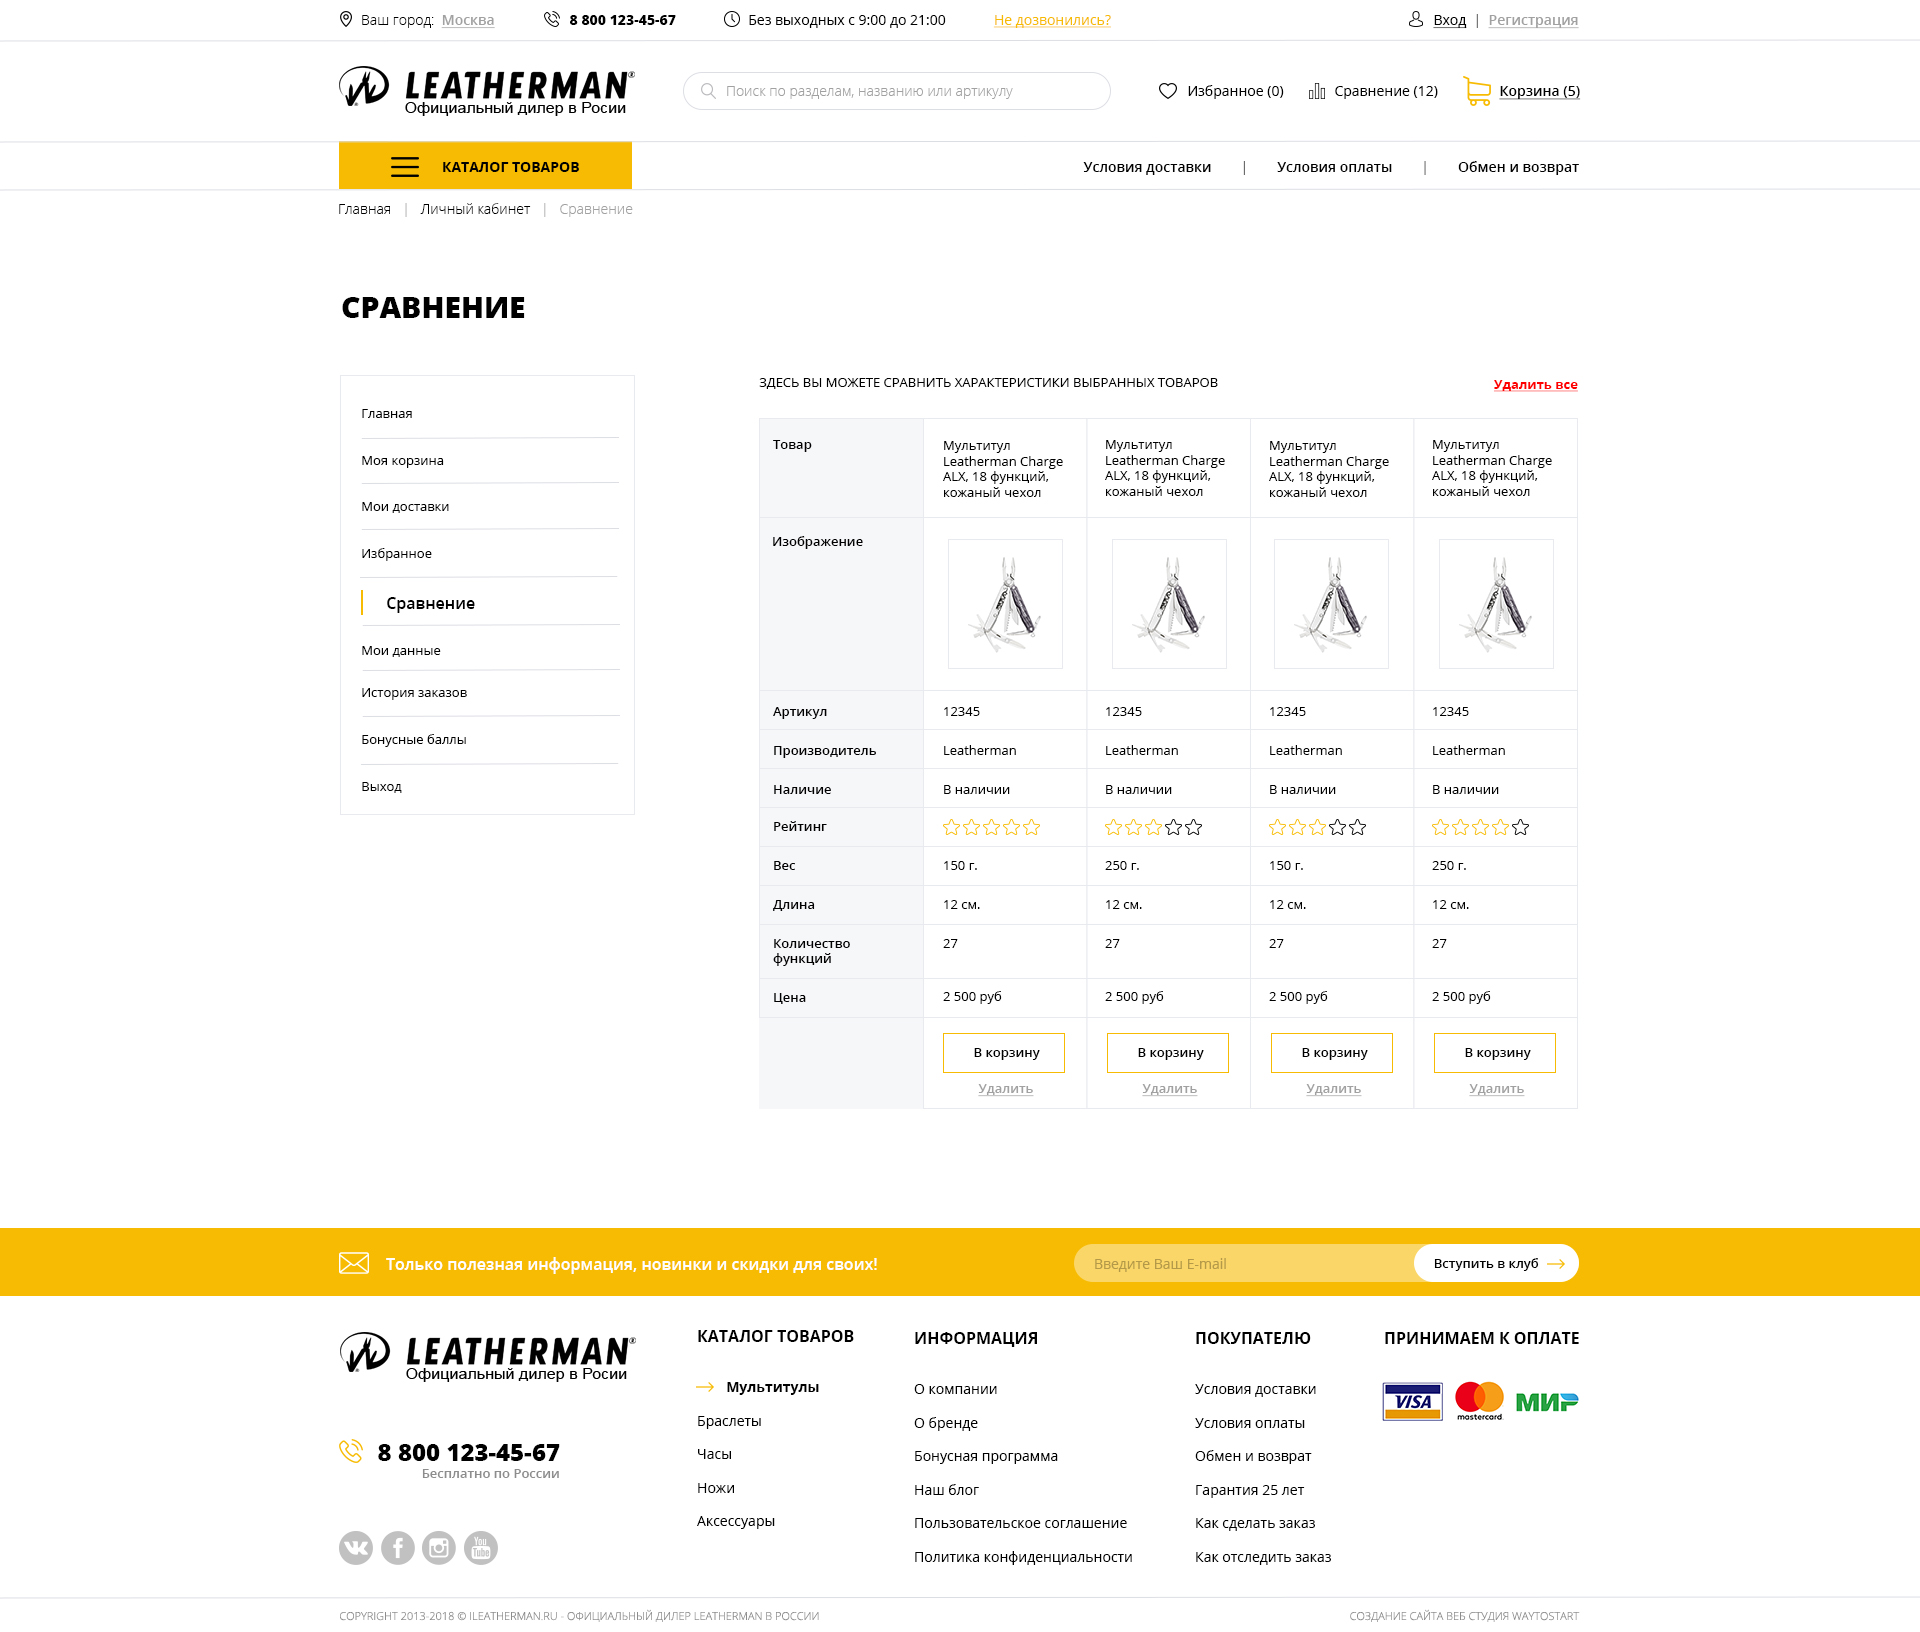 Ваш город: Москва
8 800 123-45-67
Без выходных с 9:00 до 21:00
Не дозвонились?
Вход | Регистрация
LEATHERMAN®
Официальный дилер в Росии
Поиск по разделам, названию или артикулу
Избранное (0)
Сравнение (12)
Корзина (5)
КАТАЛОГ ТОВАРОВ
Условия доставки | Условия оплаты | Обмен и возврат
Главная | Личный кабинет | Сравнение
СРАВНЕНИЕ
Главная
Моя корзина
Мои доставки
Избранное
Сравнение
Мои данные
История заказов
Бонусные баллы
Выход
ЗДЕСЬ ВЫ МОЖЕТЕ СРАВНИТЬ ХАРАКТЕРИСТИКИ ВЫБРАННЫХ ТОВАРОВ
Удалить все
Товар
Мультитул
Leatherman Charge
ALX, 18 функций,
кожаный чехол
Мультитул
Leatherman Charge
ALX, 18 функций,
кожаный чехол
Мультитул
Leatherman Charge
ALX, 18 функций,
кожаный чехол
Мультитул
Leatherman Charge
ALX, 18 функций,
кожаный чехол
Изображение
Артикул 12345 12345 12345 12345
Производитель Leatherman Leatherman Leatherman Leatherman
Наличие В наличии В наличии В наличии В наличии
Рейтинг
Вес 150 г. 250 г. 150 г. 250 г.
Длина 12 см. 12 см. 12 см. 12 см.
Количество
функций
27 27 27 27
Цена 2 500 руб 2 500 руб 2 500 руб 2 500 руб
В корзину В корзину В корзину В корзину
Удалить Удалить Удалить Удалить
Только полезная информация, новинки и скидки для своих!
Введите Ваш E-mail
Вступить в клуб
LEATHERMAN®
Официальный дилер в Росии
8 800 123-45-67
Бесплатно по России
You
Tube
КАТАЛОГ ТОВАРОВ
Мультитулы
Браслеты
Часы
Ножи
Аксессуары
ИНФОРМАЦИЯ
О компании
О бренде
Бонусная программа
Наш блог
Пользовательское соглашение
Политика конфиденциальности
ПОКУПАТЕЛЮ
Условия доставки
Условия оплаты
Обмен и возврат
Гарантия 25 лет
Как сделать заказ
Как отследить заказ
ПРИНИМАЕМ К ОПЛАТЕ
VISA
mastercard
МИР
COPYRIGHT 2013-2018 © ILEATHERMAN.RU - ОФИЦИАЛЬНЫЙ ДИЛЕР LEATHERMAN В РОССИИ
СОЗДАНИЕ САЙТА ВЕБ СТУДИЯ WAYTOSTART